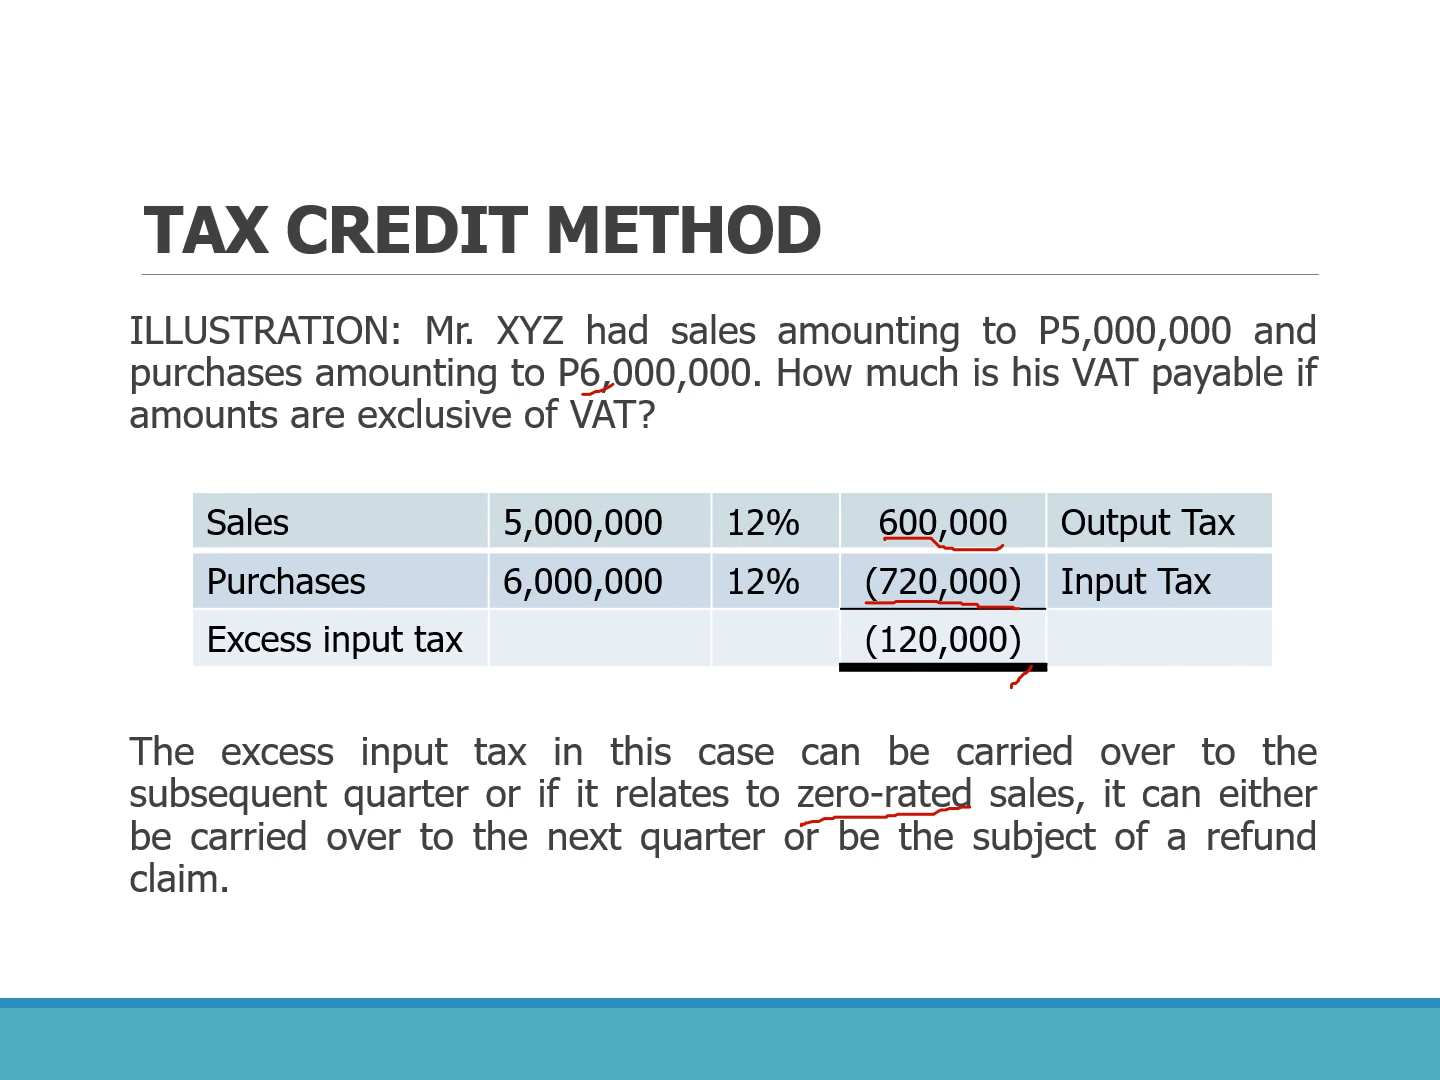 TAX CREDIT METHOD
ILLUSTRATION: Mr. XYZ had sales amounting to P5,000,000 and
purchases amounting to P6,000,000. How much is his VAT payable if
amounts are exclusive of VAT?
Sales 5,000,000 12% 600,000 Output Tax
Purchases 6,000,000 12% (720,000) Input Tax
Excess input tax (120,000)
The excess input tax in this case can be carried over to the
subsequent quarter or if it relates to zero-rated sales, it can either
be carried over to the next quarter or be the subject of a refund
claim.